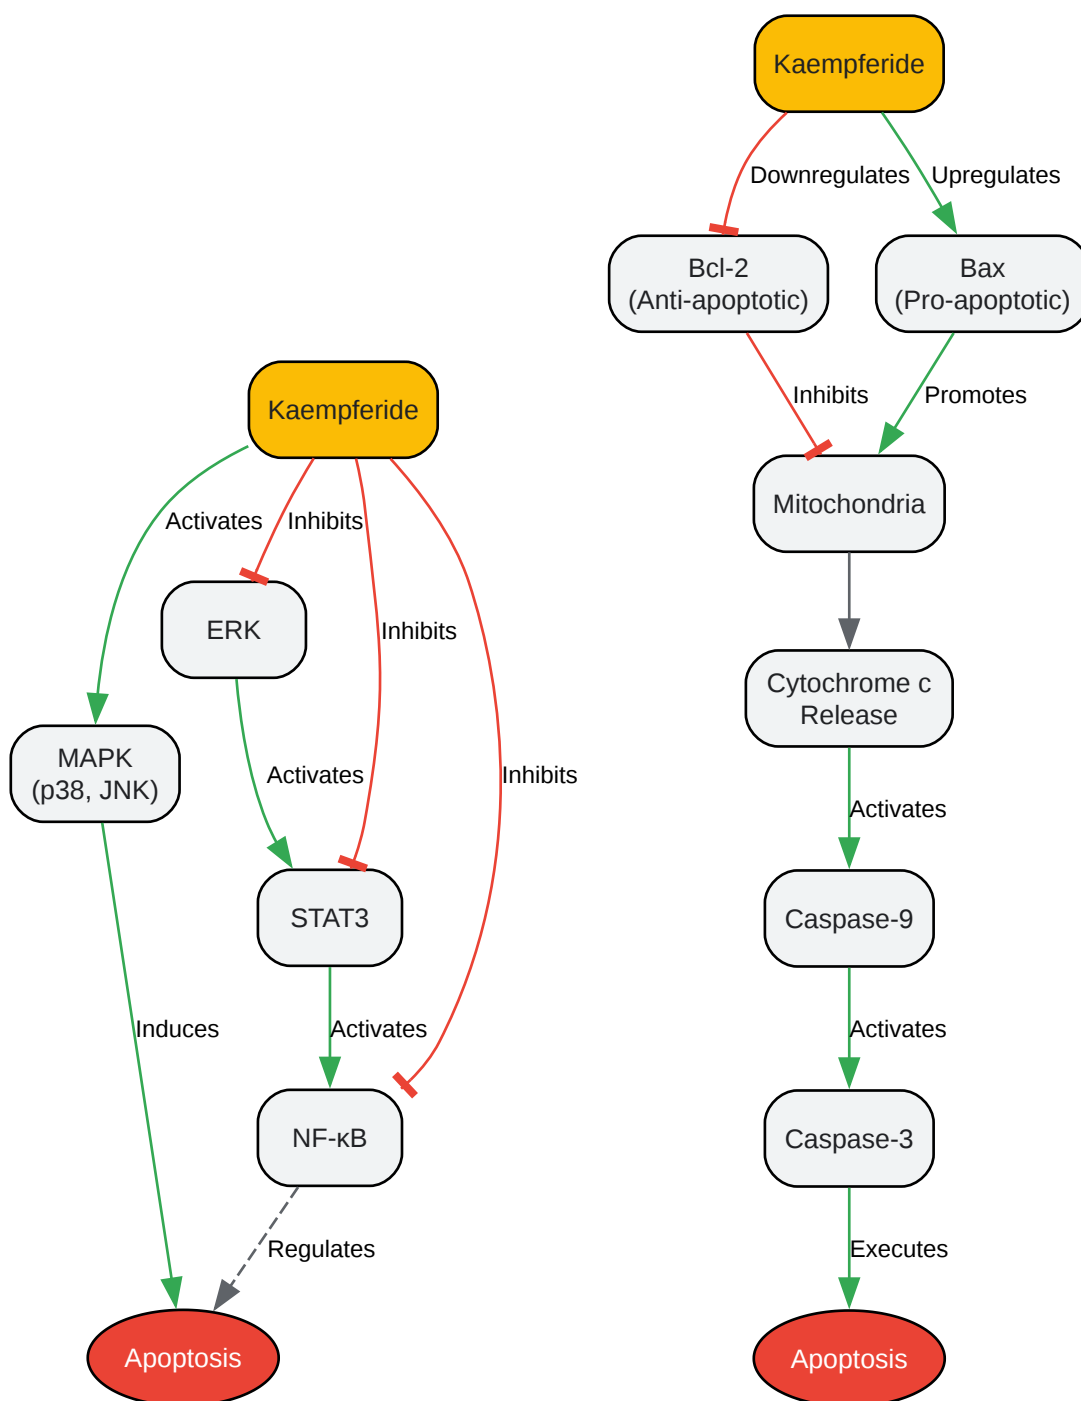 Kaempferide
Downregulates
Upregulates
Bcl-2
(Anti-apoptotic)
Bax
(Pro-apoptotic)
Inhibits
Promotes
Mitochondria
Cytochrome c
Release
Activates
Caspase-9
Activates
Caspase-3
Executes
Apoptosis
Kaempferide
Activates
Inhibits
ERK
Inhibits
MAPK
(p38, JNK)
Activates
Inhibits
STAT3
Induces
Activates
NF-κB
Regulates
Apoptosis